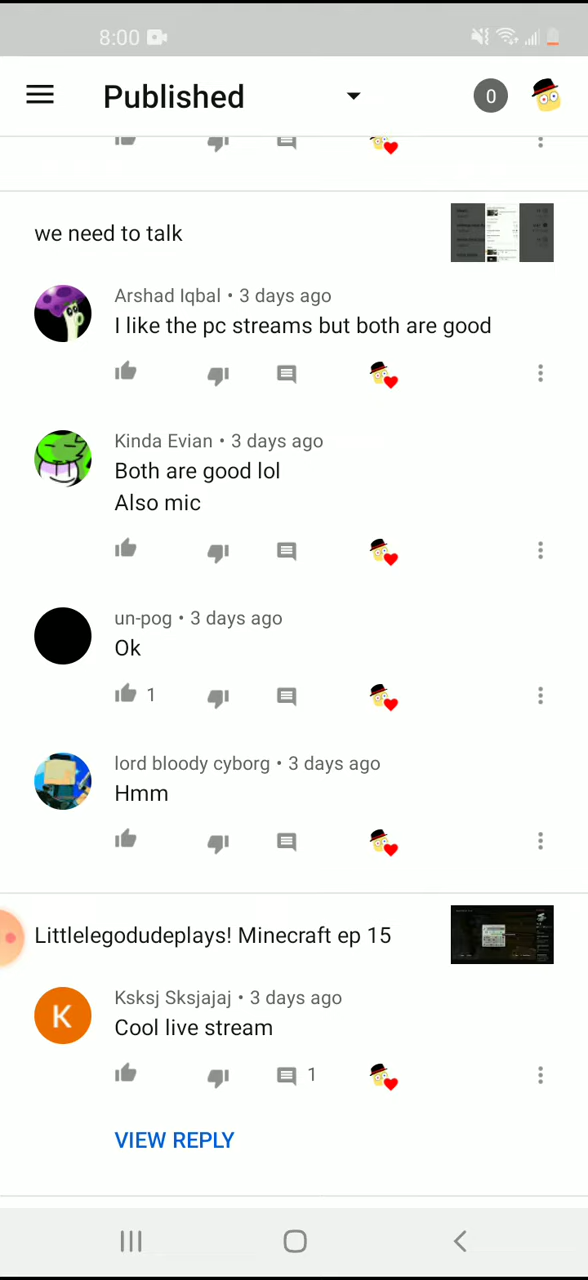 8:00
Published
0
we need to talk
Arshad Iqbal • 3 days ago
I like the pc streams but both are good
Kinda Evian • 3 days ago
Both are good lol
Also mic
un-pog • 3 days ago
Ok
1
lord bloody cyborg • 3 days ago
Hmm
Littlelegodudeplays! Minecraft ep 15
K
Ksksj Sksjajaj • 3 days ago
Cool live stream
1
VIEW REPLY